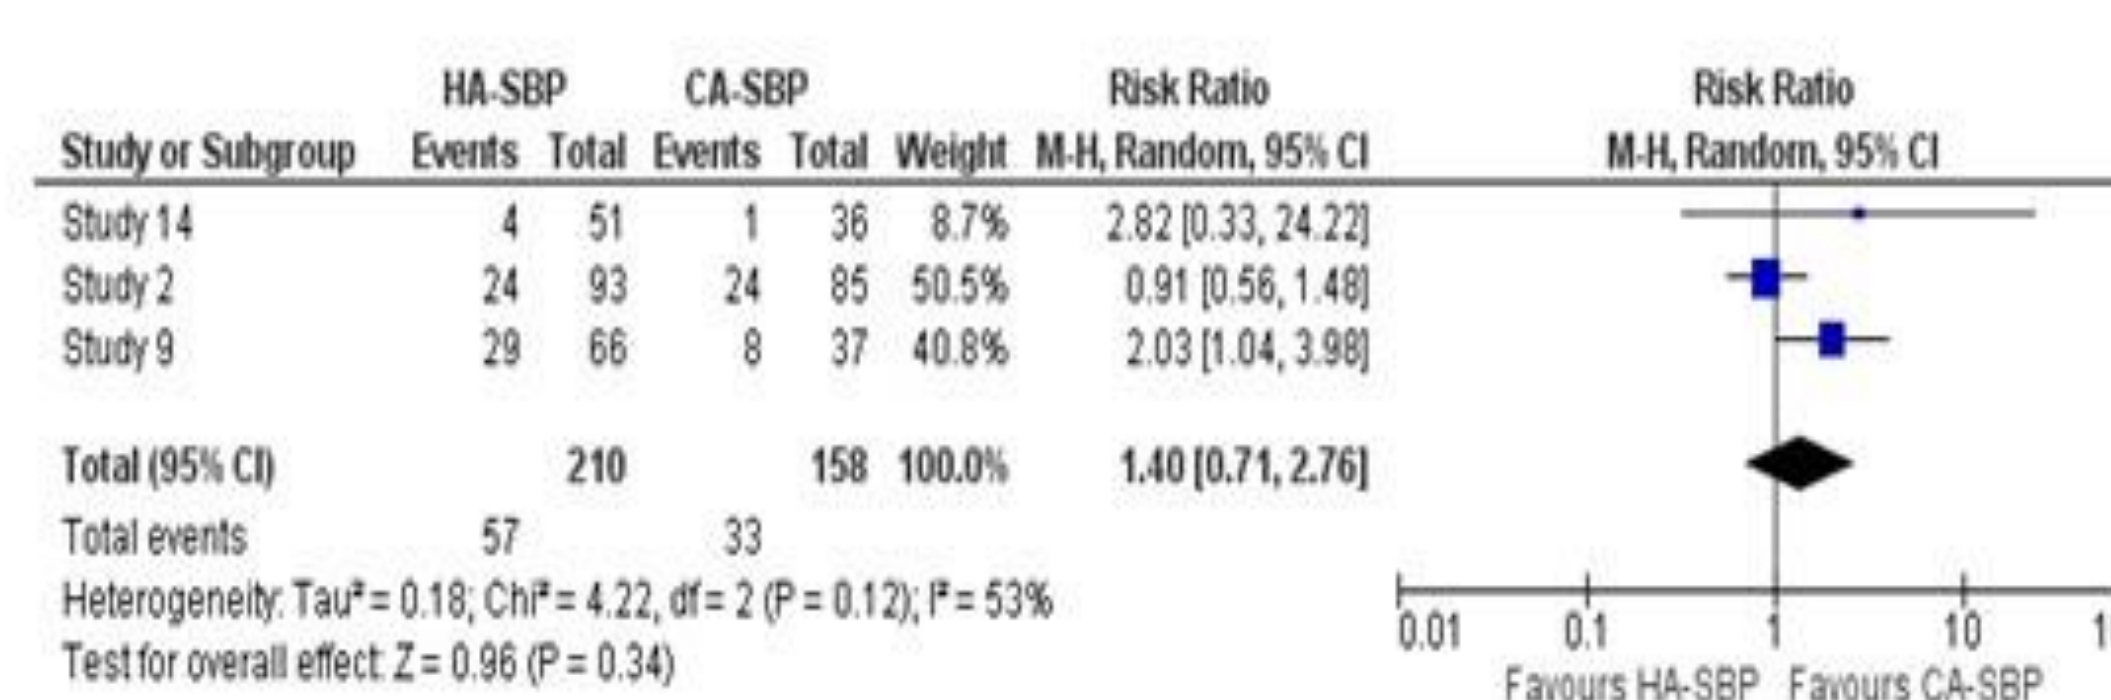 HA-SBP CA-SBP Risk Ratio Risk Ratio
Study or Subgroup Events Total Events Total Weight M-H, Random, 95% CI M-H, Random, 95% CI
Study 14 4 51 1 36 8.7% 2.82 [0.33, 24.22]
Study 2 24 93 24 85 50.5% 0.91 [0.56, 1.48]
Study 9 29 66 8 37 40.8% 2.03 [1.04, 3.98]
Total (95% CI) 210 158 100.0% 1.40 [0.71, 2.76]
Total events 57 33
Heterogeneity: Tau² = 0.18; Chi² = 4.22, df = 2 (P = 0.12); I² = 53%
Test for overall effect: Z = 0.96 (P = 0.34)
0.01 0.1 1 10
Favours HA-SBP Favours CA-SBP